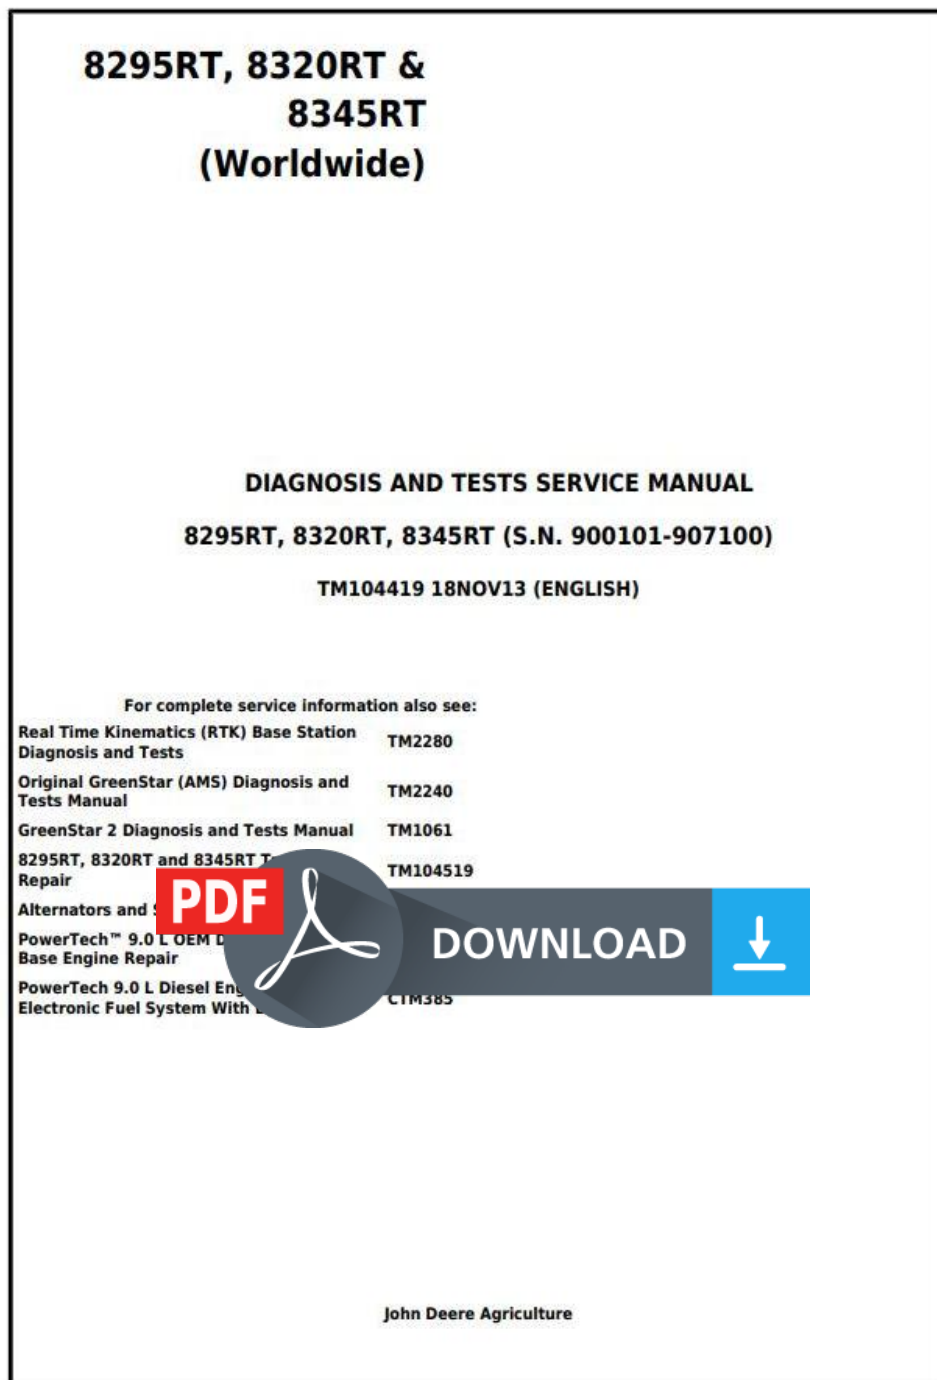 8295RT, 8320RT &
8345RT
(Worldwide)
DIAGNOSIS AND TESTS SERVICE MANUAL
8295RT, 8320RT, 8345RT (S.N. 900101-907100)
TM104419 18NOV13 (ENGLISH)
For complete service information also see:
Real Time Kinematics (RTK) Base Station
Diagnosis and Tests
TM2280
Original GreenStar (AMS) Diagnosis and
Tests Manual
TM2240
GreenStar 2 Diagnosis and Tests Manual
TM1061
8295RT, 8320RT and 8345RT
Repair
TM104519
Alternators and
PowerTech™ 9.0 L OEM
Base Engine Repair
PowerTech 9.0 L Diesel
Electronic Fuel System With
CTM385
PDF
DOWNLOAD
John Deere Agriculture